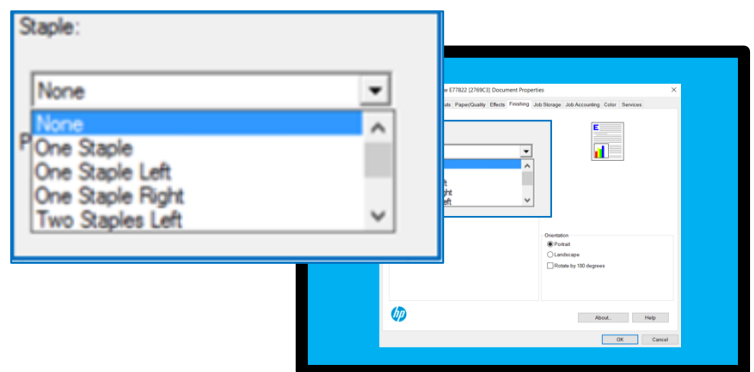 Staple:
None
None
P
One Staple
One Staple Left
One Staple Right
Two Staples Left
E77822 [2769C3] Document Properties
Paper/Quality Effects Finishing Job Storage Job Accounting Color Services
E
Orientation
Portrait
Landscape
Rotate by 180 degrees
hp
About... Help
OK Cancel